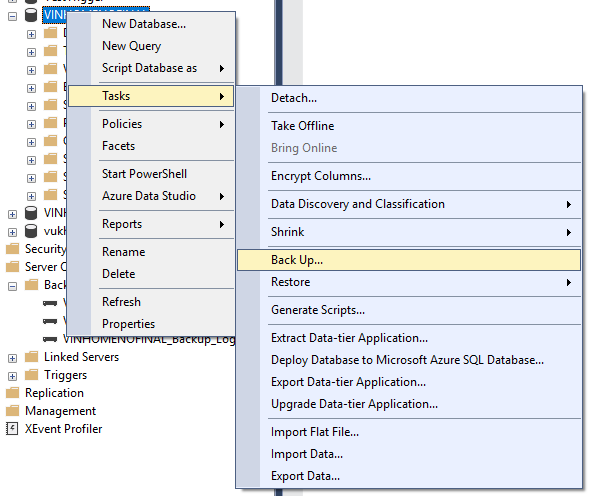 New Database...
New Query
Script Database as
Tasks
Policies
Facets
Start PowerShell
Azure Data Studio
Reports
Rename
Delete
Refresh
Properties
Detach...
Take Offline
Bring Online
Encrypt Columns...
Data Discovery and Classification
Shrink
Back Up...
Restore
Generate Scripts...
Extract Data-tier Application...
Deploy Database to Microsoft Azure SQL Database...
Export Data-tier Application...
Upgrade Data-tier Application...
Import Flat File...
Import Data...
Export Data...
Security
Server O
Back
VINHOMENOFINAL_Backup_Log
Linked Servers
Triggers
Replication
Management
XEvent Profiler